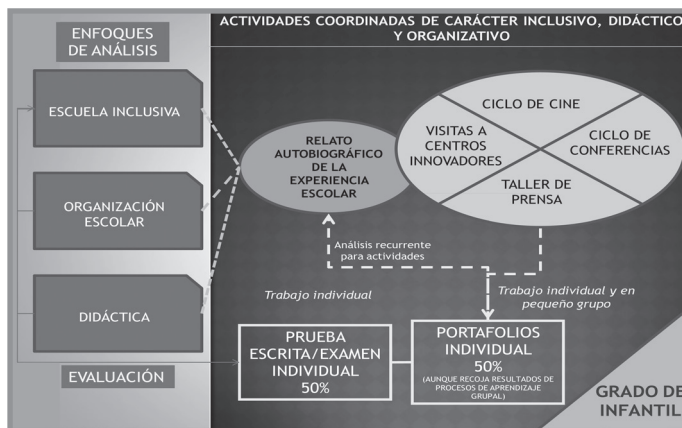 ENFOQUES
DE ANÁLISIS
ESCUELA INCLUSIVA
ORGANIZACIÓN
ESCOLAR
DIDÁCTICA
EVALUACIÓN
ACTIVIDADES COORDINADAS DE CARÁCTER INCLUSIVO, DIDÁCTICO
Y ORGANIZATIVO
RELATO
AUTOBIOGRÁFICO
DE LA
EXPERIENCIA
ESCOLAR
CICLO DE CINE
VISITAS A
CENTROS
INNOVADORES
CICLO DE
CONFERENCIAS
TALLER DE
PRENSA
Análisis recurrente
para actividades
Trabajo individual
Trabajo individual y en
pequeño grupo
PRUEBA
ESCRITA/EXAMEN
INDIVIDUAL
50%
PORTAFOLIOS
INDIVIDUAL
50%
(AUNQUE RECOJA RESULTADOS DE
PROCESOS DE APRENDIZAJE
GRUPAL)
GRADO DE
INFANTIL